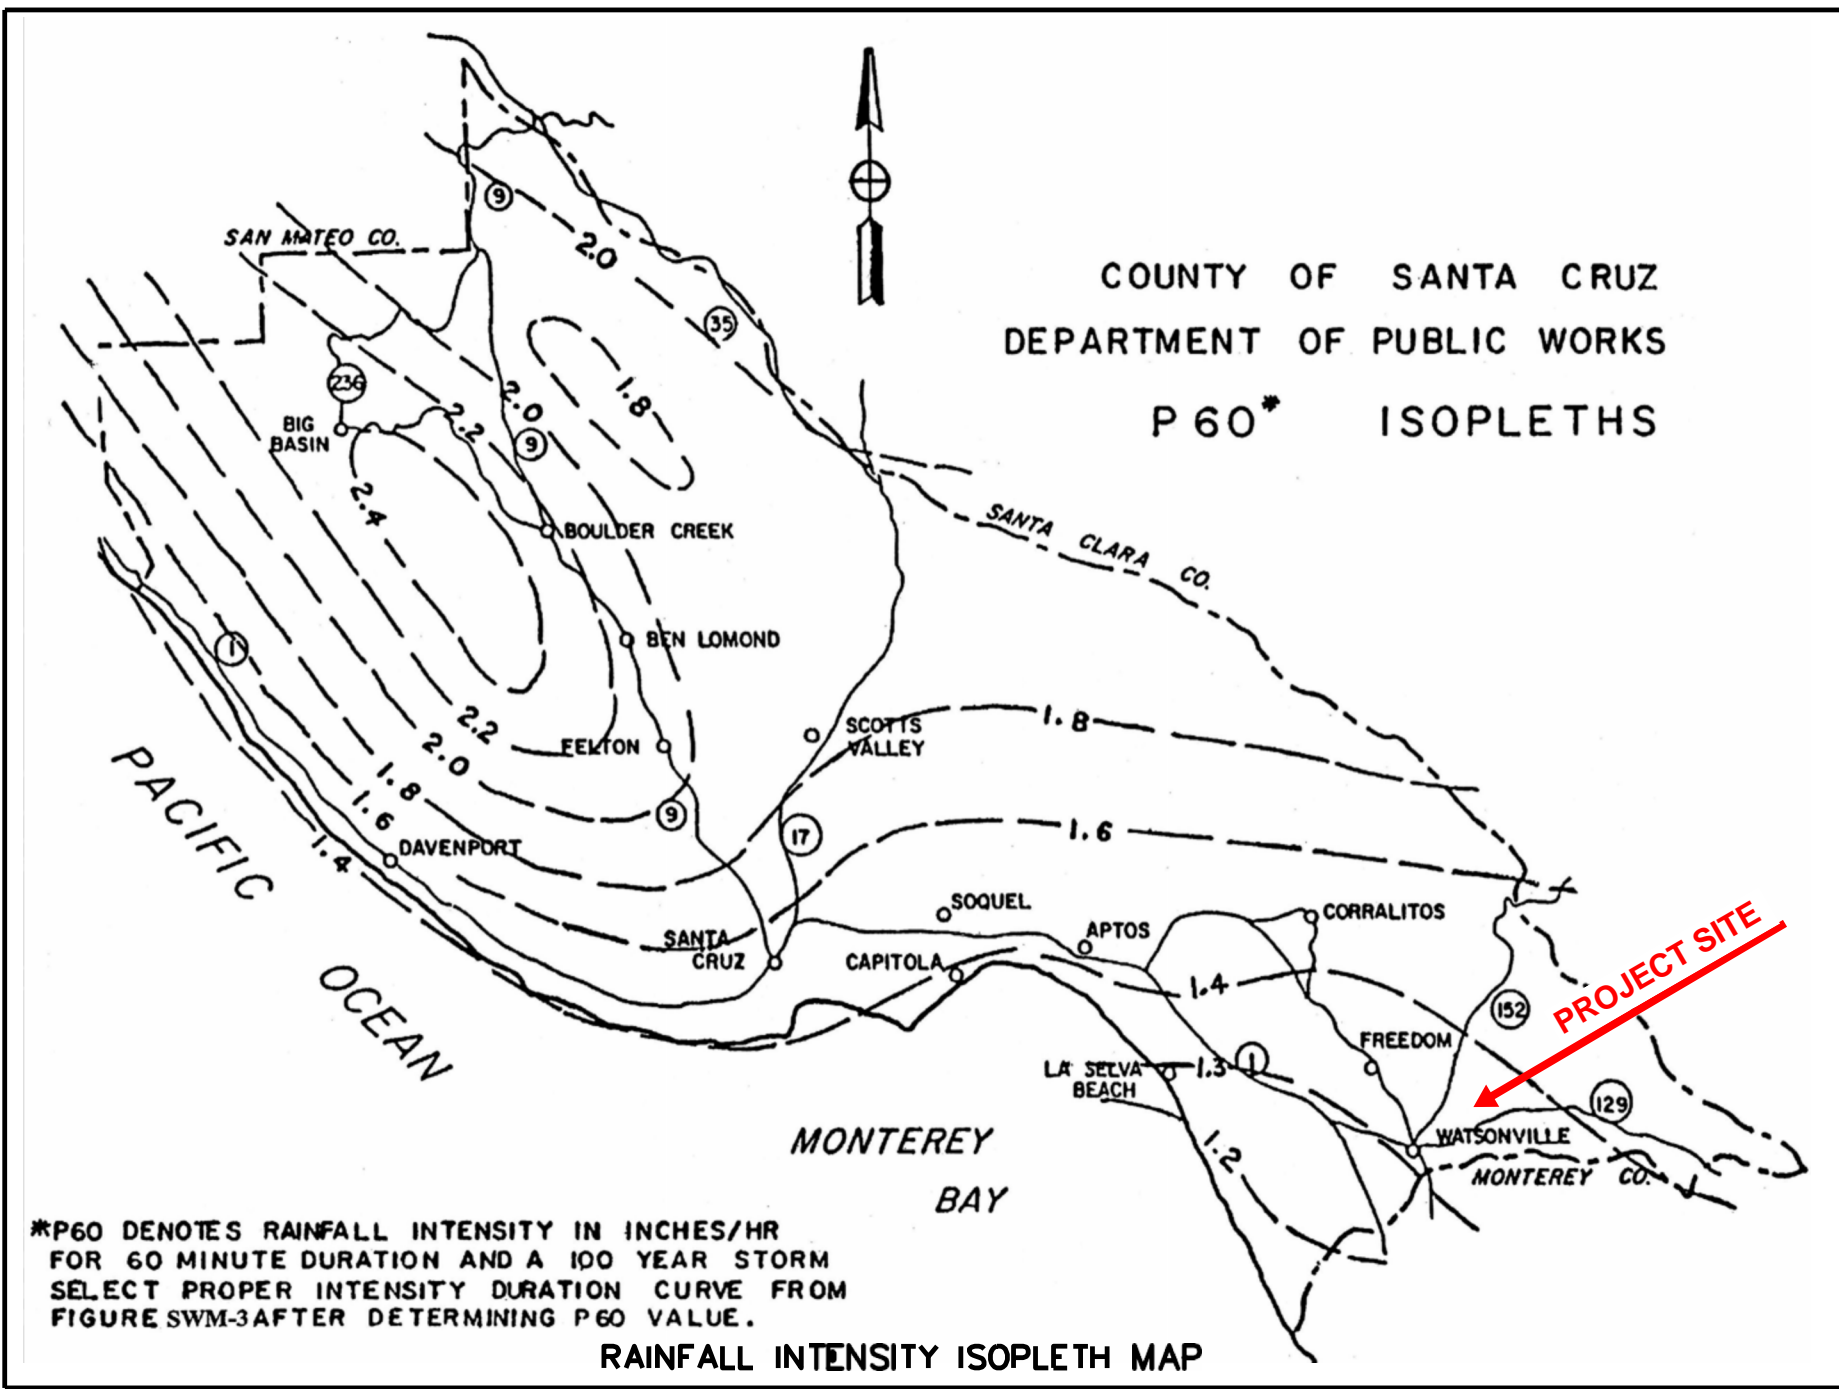 COUNTY OF SANTA CRUZ
DEPARTMENT OF PUBLIC WORKS
P60* ISOPLETHS
SAN MATEO CO.
9
2.0
35
236
BIG
BASIN
2.0
2.2
9
1.8
2.4
BOULDER CREEK
SANTA CLARA CO.
BEN LOMOND
1
2.2
2.0
1.8
1.6
1.4
FELTON
SCOTTS
VALLEY
1.8
9
17
1.6
DAVENPORT
PACIFIC
OCEAN
SANTA
CRUZ
SOQUEL
CAPITOLA
APTOS
CORRALITOS
1.4
PROJECT SITE
152
FREEDOM
LA SELVA
BEACH
1.3
1
129
1.2
WATSONVILLE
MONTEREY CO.
MONTEREY
BAY
*P60 DENOTES RAINFALL INTENSITY IN INCHES/HR
FOR 60 MINUTE DURATION AND A 100 YEAR STORM
SELECT PROPER INTENSITY DURATION CURVE FROM
FIGURE SWM-3 AFTER DETERMINING P60 VALUE.
RAINFALL INTENSITY ISOPLETH MAP